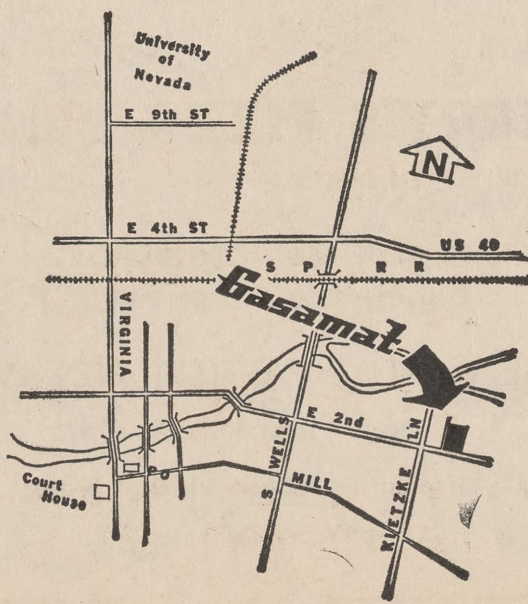 University
of
Nevada
E 9th ST
N
E 4th ST
US 40
S P R R
Gasamat
VIRGINIA
E 2nd
S WELLS
KIETZKE LN
P O
MILL
Court
House